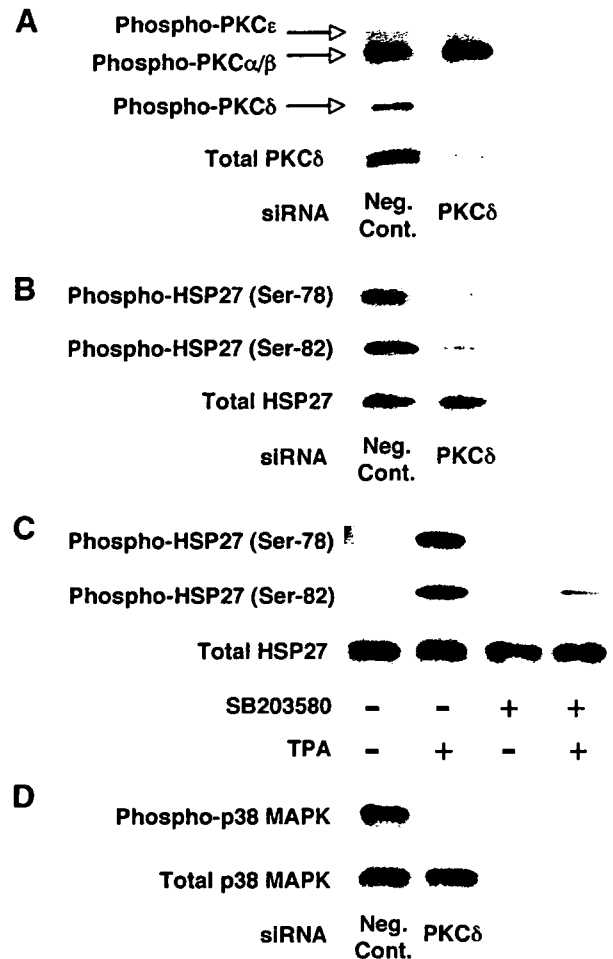 A
Phospho-PKCε
Phospho-PKCα/β
Phospho-PKCδ
Total PKCδ
siRNA Neg. Cont. PKCδ
B
Phospho-HSP27 (Ser-78)
Phospho-HSP27 (Ser-82)
Total HSP27
siRNA Neg. Cont. PKCδ
C
Phospho-HSP27 (Ser-78)
Phospho-HSP27 (Ser-82)
Total HSP27
SB203580 - - + +
TPA - + - +
D
Phospho-p38 MAPK
Total p38 MAPK
siRNA Neg. Cont. PKCδ